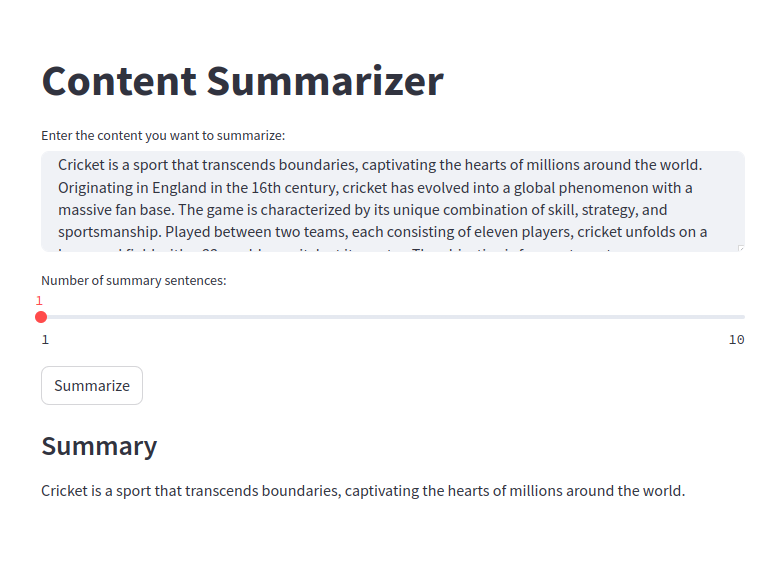 Content Summarizer
Enter the content you want to summarize:
Cricket is a sport that transcends boundaries, captivating the hearts of millions around the world.
Originating in England in the 16th century, cricket has evolved into a global phenomenon with a
massive fan base. The game is characterized by its unique combination of skill, strategy, and
sportsmanship. Played between two teams, each consisting of eleven players, cricket unfolds on a
Number of summary sentences:
1
1 10
Summarize
Summary
Cricket is a sport that transcends boundaries, captivating the hearts of millions around the world.